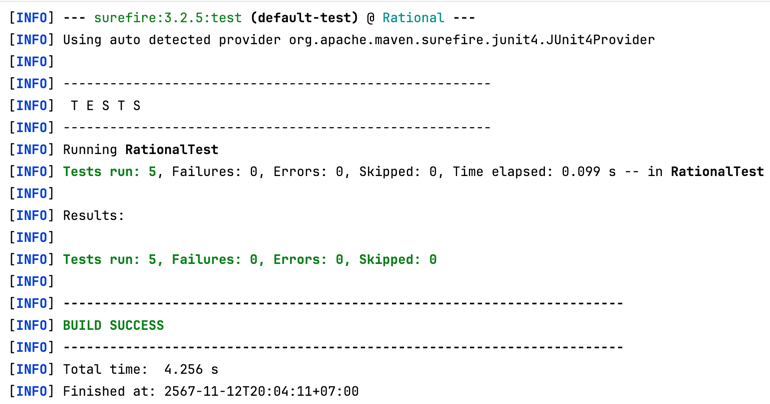 [INFO] --- surefire:3.2.5:test (default-test) @ Rational ---
[INFO] Using auto detected provider org.apache.maven.surefire.junit4.JUnit4Provider
[INFO]
[INFO] -------------------------------------------------------
[INFO]  T E S T S
[INFO] -------------------------------------------------------
[INFO] Running RationalTest
[INFO] Tests run: 5, Failures: 0, Errors: 0, Skipped: 0, Time elapsed: 0.099 s -- in RationalTest
[INFO]
[INFO] Results:
[INFO]
[INFO] Tests run: 5, Failures: 0, Errors: 0, Skipped: 0
[INFO]
[INFO] ------------------------------------------------------------------------
[INFO] BUILD SUCCESS
[INFO] ------------------------------------------------------------------------
[INFO] Total time:  4.256 s
[INFO] Finished at: 2567-11-12T20:04:11+07:00